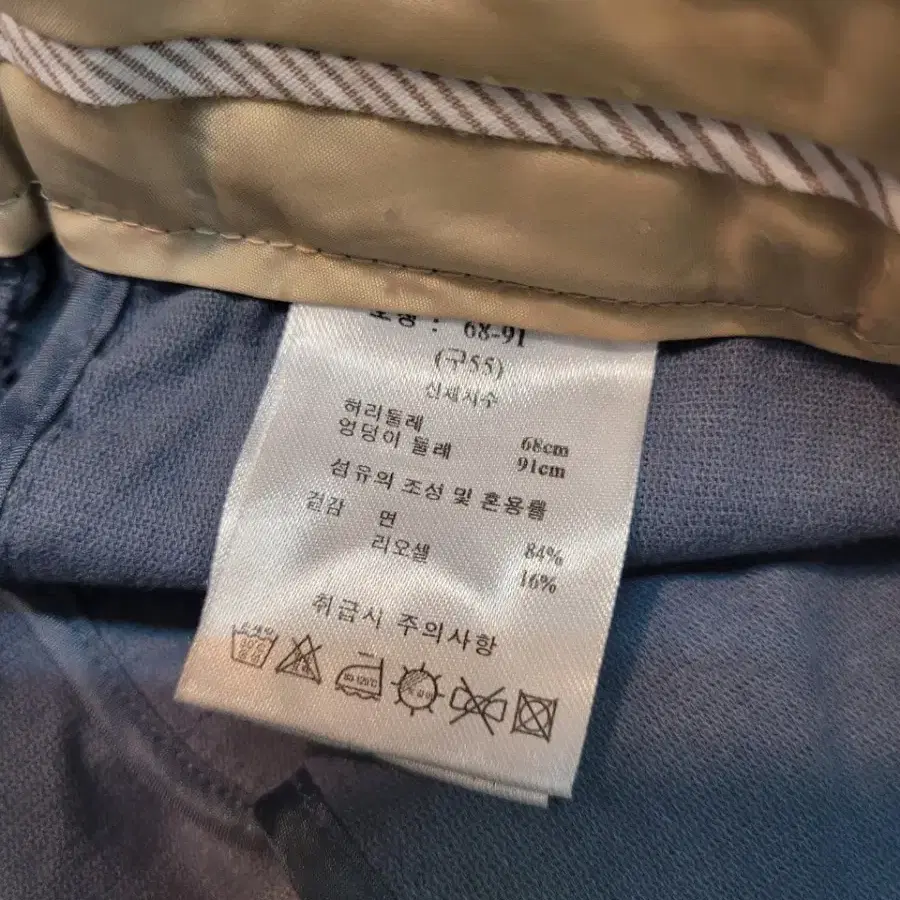 호칭 : 68-91
(구55)
신체치수
허리둘레 68cm
엉덩이 둘레 91cm
섬유의 조성 및 혼용률
겉감 면 84%
리오셀 16%
취급시 주의사항